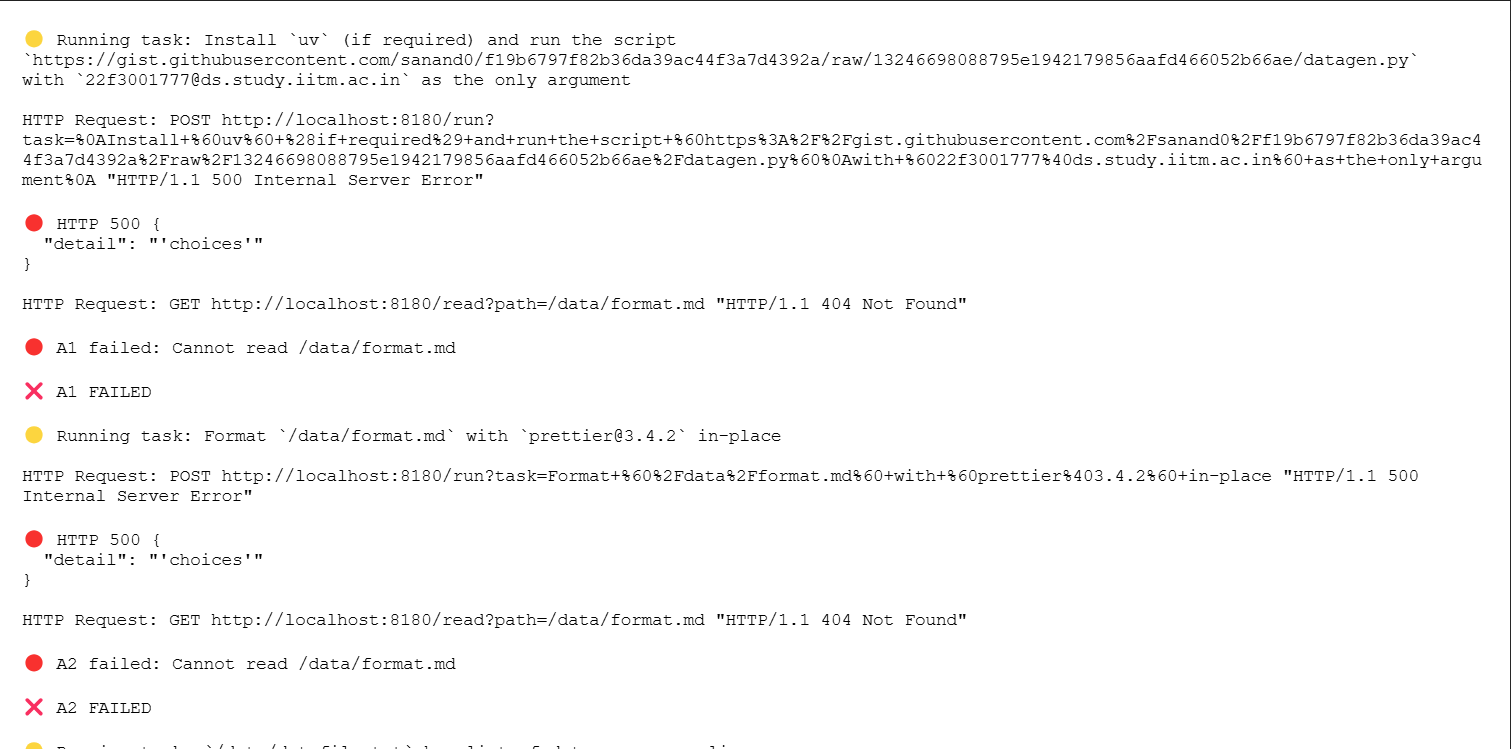 🟡 Running task: Install `uv` (if required) and run the script
`https://gist.githubusercontent.com/sanand0/f19b6797f82b36da39ac44f3a7d4392a/raw/13246698088795e1942179856aafd466052b66ae/datagen.py`
with `22f3001777@ds.study.iitm.ac.in` as the only argument
HTTP Request: POST http://localhost:8180/run?
task=%0AInstall+%60uv%60+%28if+required%29+and+run+the+script+%60https%3A%2F%2Fgist.githubusercontent.com%2Fsanand0%2Ff19b6797f82b36da39ac4
4f3a7d4392a%2Fraw%2F13246698088795e1942179856aafd466052b66ae%2Fdatagen.py%60%0Awith+%6022f3001777%40ds.study.iitm.ac.in%60+as+the+only+argu
ment%0A "HTTP/1.1 500 Internal Server Error"
🔴 HTTP 500 {
"detail": "'choices'"
}
HTTP Request: GET http://localhost:8180/read?path=/data/format.md "HTTP/1.1 404 Not Found"
🔴 A1 failed: Cannot read /data/format.md
❌ A1 FAILED
🟡 Running task: Format `/data/format.md` with `prettier@3.4.2` in-place
HTTP Request: POST http://localhost:8180/run?task=Format+%60%2Fdata%2Fformat.md%60+with+%60prettier%403.4.2%60+in-place "HTTP/1.1 500
Internal Server Error"
🔴 HTTP 500 {
"detail": "'choices'"
}
HTTP Request: GET http://localhost:8180/read?path=/data/format.md "HTTP/1.1 404 Not Found"
🔴 A2 failed: Cannot read /data/format.md
❌ A2 FAILED